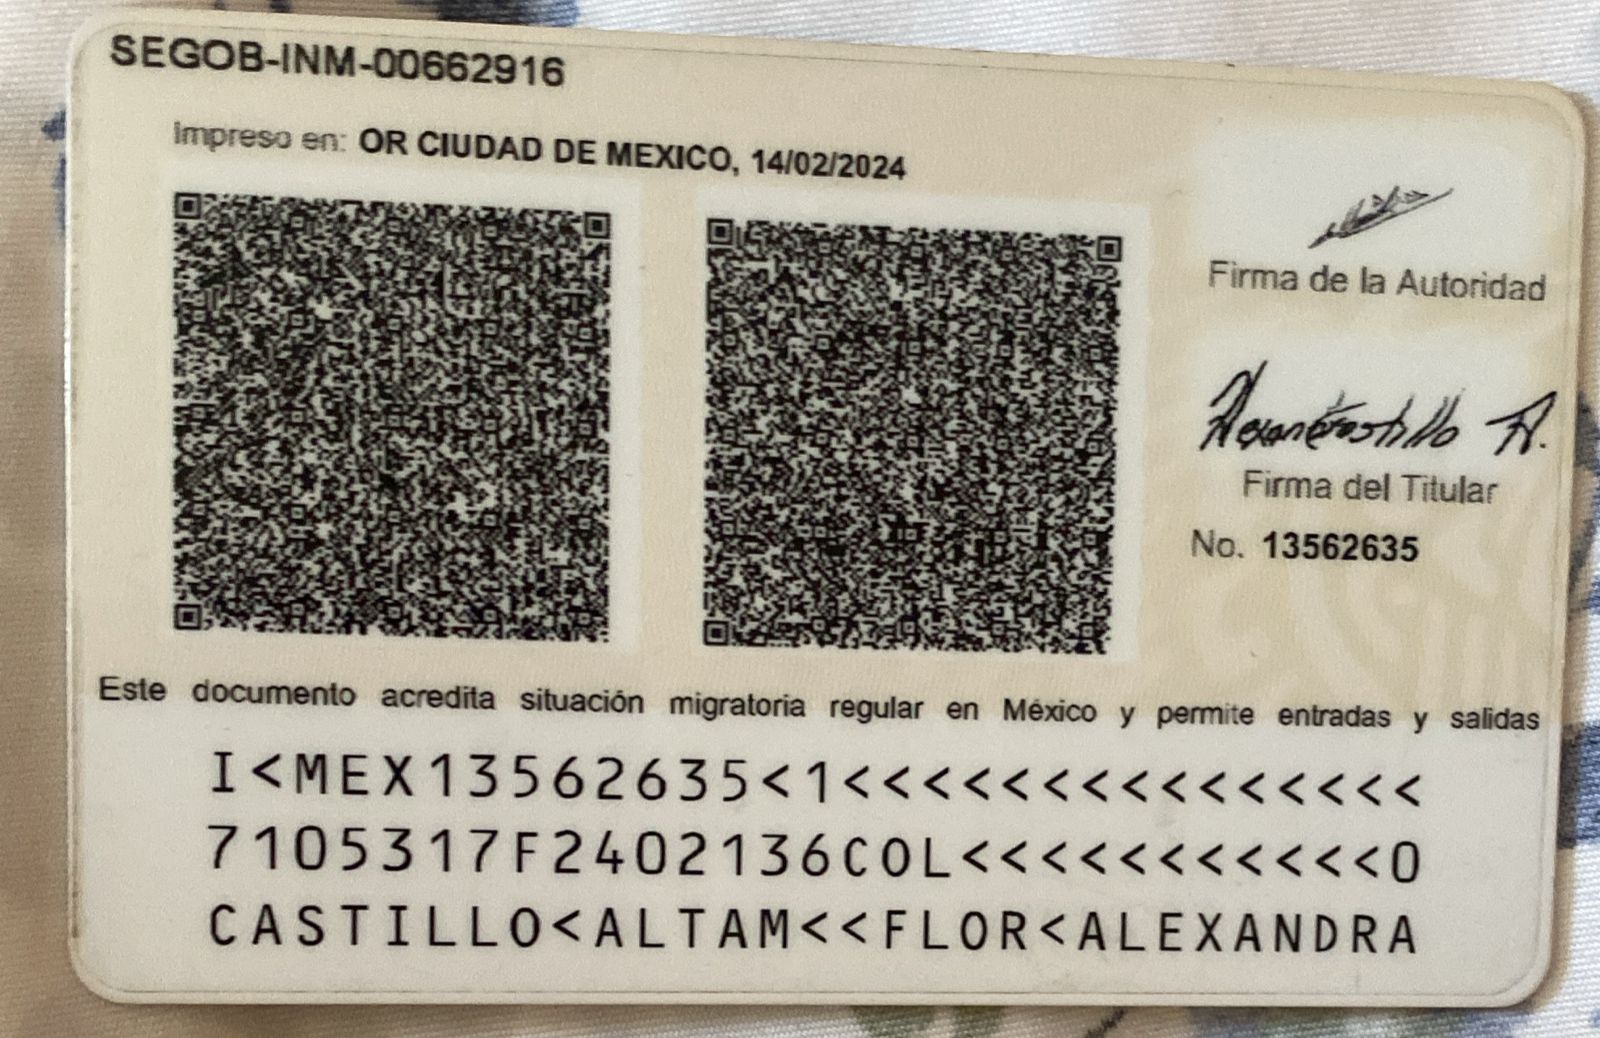 SEGOB-INM-00662916
Impreso en: OR CIUDAD DE MEXICO, 14/02/2024
Firma de la Autoridad
Firma del Titular
No. 13562635
Este documento acredita situación migratoria regular en México y permite entradas y salidas
I<MEX13562635<1<<<<<<<<<<<<<<<
7105317F2402136COL<<<<<<<<<<<0
CASTILLO<ALTAM<<FLOR<ALEXANDRA